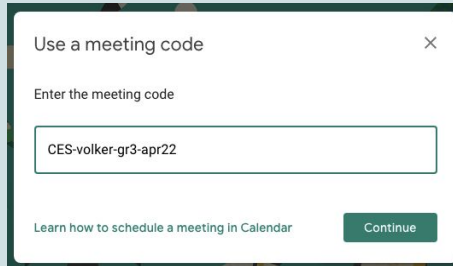 Use a meeting code
Enter the meeting code
CES-volker-gr3-apr22
Learn how to schedule a meeting in Calendar
Continue